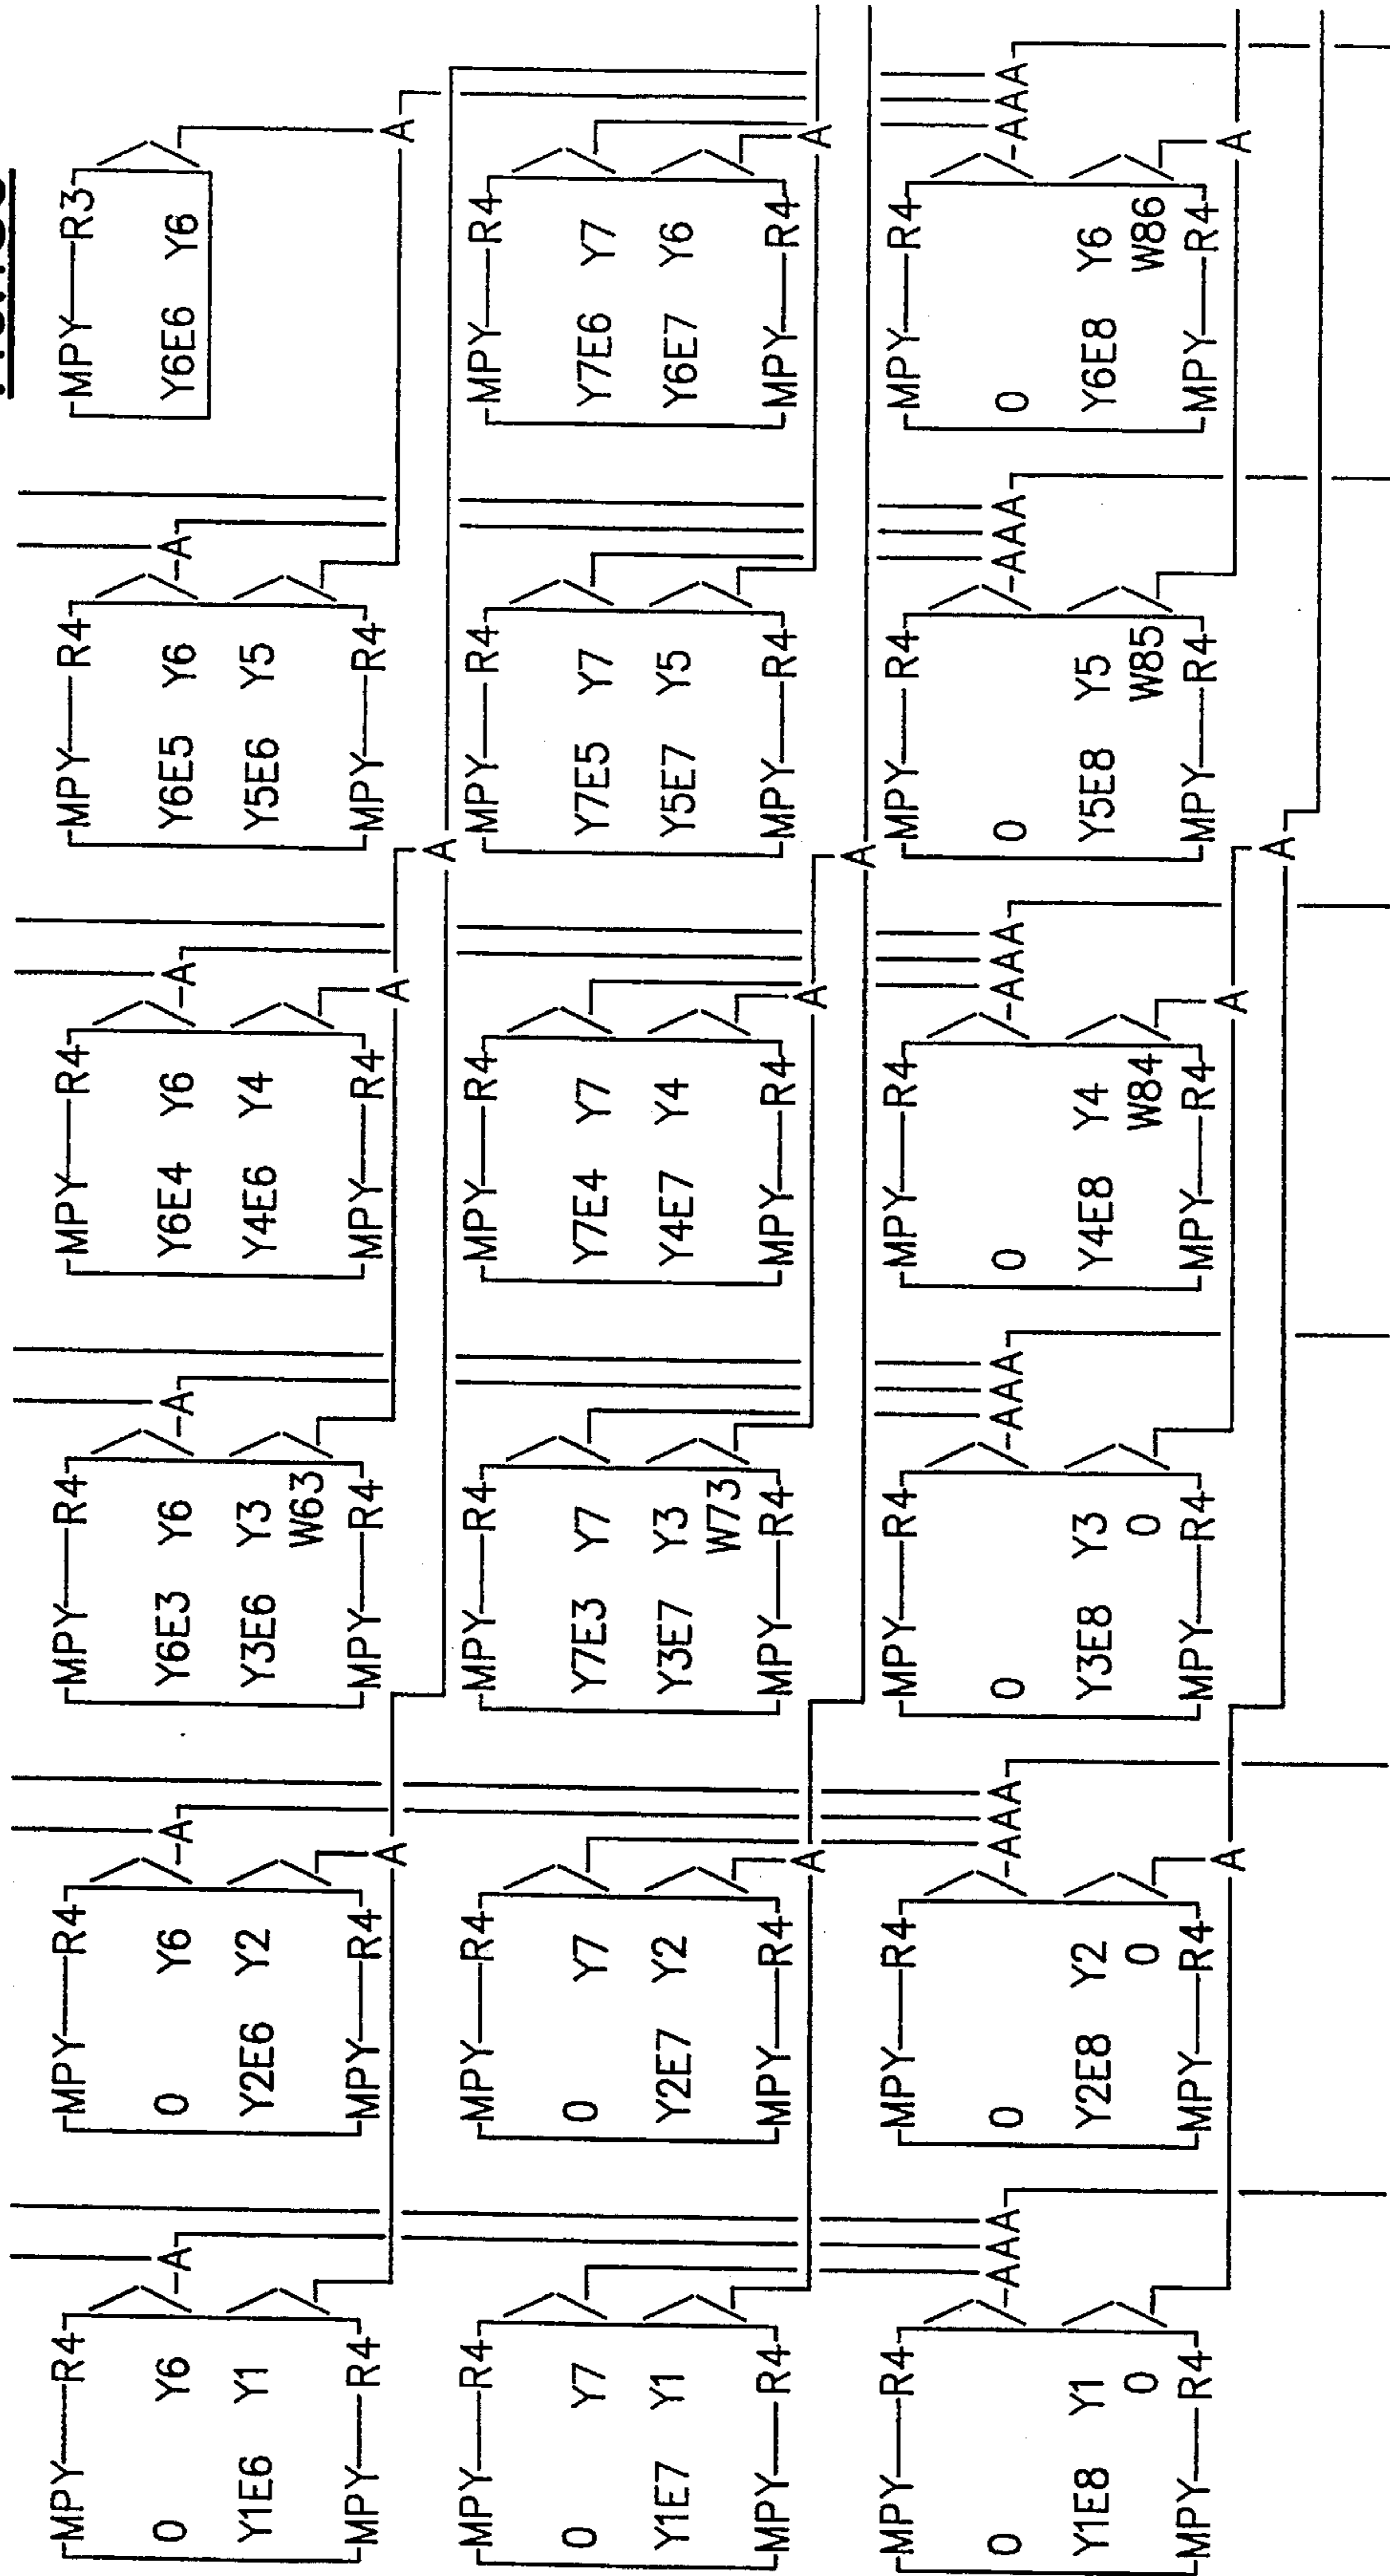 MPY R4 MPY R4 MPY R4 MPY R4 MPY R4 MPY R3
0 Y6 A 0 Y6 A Y6E3 Y6 A Y6E4 Y6 A Y6E5 Y6 A Y6E6 Y6
Y1E6 Y1 Y2E6 Y2 Y3E6 Y3 Y4E6 Y4 Y5E6 Y5
W63
MPY R4 MPY R4 MPY R4 MPY R4 MPY R4
A A A
A
MPY R4 MPY R4 MPY R4 MPY R4 MPY R4 MPY R4
0 Y7 0 Y7 Y7E3 Y7 Y7E4 Y7 Y7E5 Y7 Y7E6 Y7
Y1E7 Y1 Y2E7 Y2 Y3E7 Y3 Y4E7 Y4 Y5E7 Y5 Y6E7 Y6
W73
MPY R4 MPY R4 MPY R4 MPY R4 MPY R4 MPY R4
A A A
A
MPY R4 MPY R4 MPY R4 MPY R4 MPY R4 MPY R4
0 AAA 0 AAA 0 AAA 0 AAA 0 AAA 0 AAA
Y1E8 Y1 Y2E8 Y2 Y3E8 Y3 Y4E8 Y4 Y5E8 Y5 Y6E8 Y6
0 0 0 W84 W85 W86
MPY R4 MPY R4 MPY R4 MPY R4 MPY R4 MPY R4
A A A
A